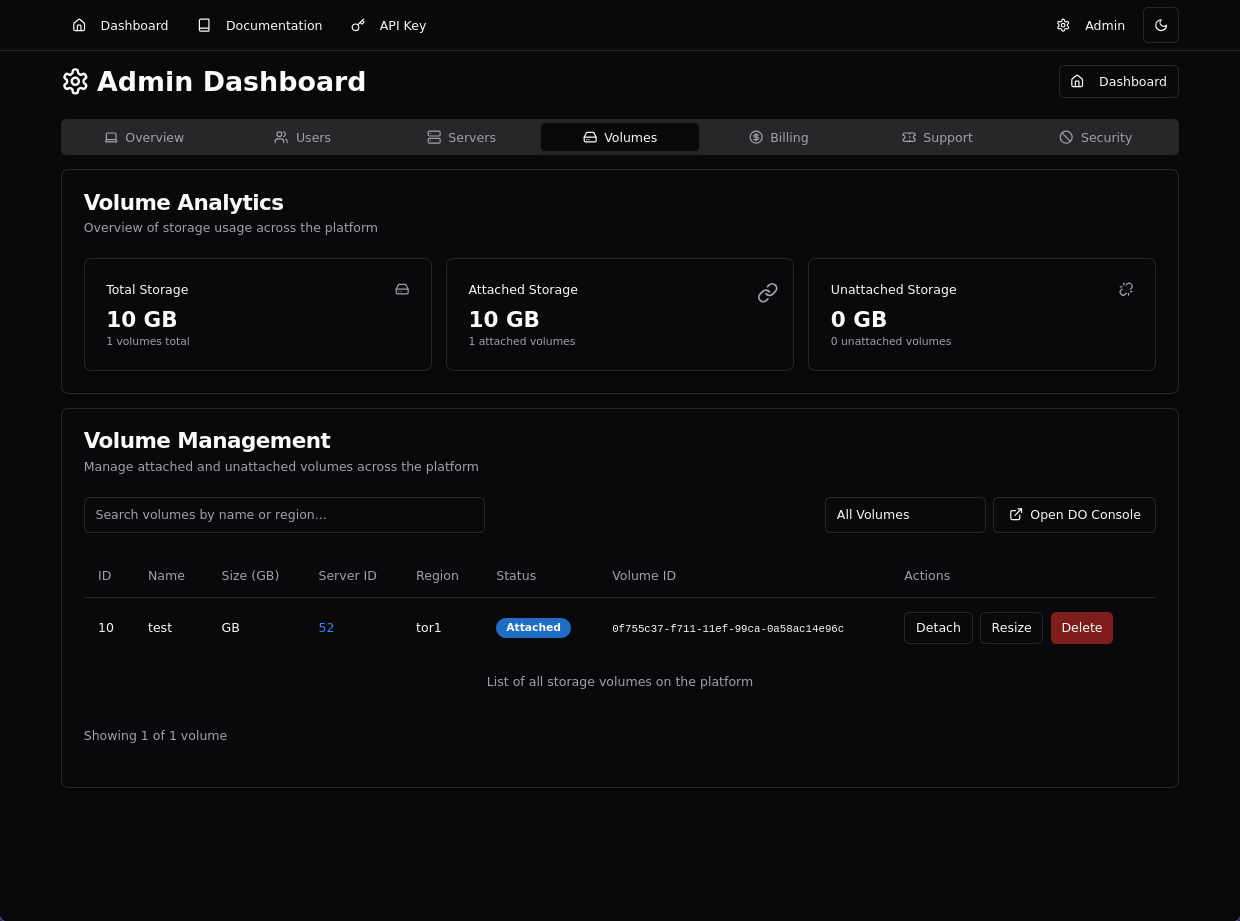 Dashboard Documentation API Key Admin
Admin Dashboard Dashboard
Overview Users Servers Volumes Billing Support Security
Volume Analytics
Overview of storage usage across the platform
Total Storage Attached Storage Unattached Storage
10 GB 10 GB 0 GB
1 volumes total 1 attached volumes 0 unattached volumes
Volume Management
Manage attached and unattached volumes across the platform
Search volumes by name or region... All Volumes Open DO Console
ID Name Size (GB) Server ID Region Status Volume ID Actions
10 test GB 52 tor1 Attached 0f755c37-f711-11ef-99ca-0a58ac14e96c Detach Resize Delete
List of all storage volumes on the platform
Showing 1 of 1 volume